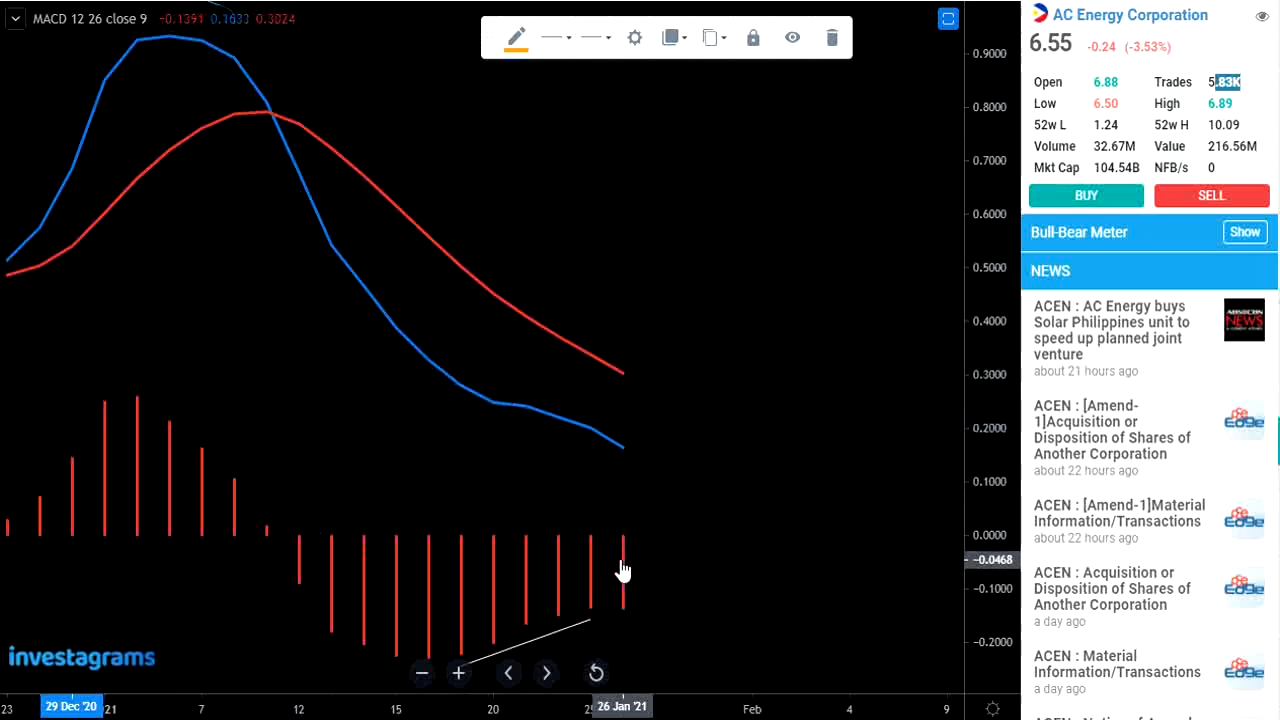 MACD 12 26 close 9 -0.1391 0.1633 0.3024
0.9000
0.8000
0.7000
0.6000
0.5000
0.4000
0.3000
0.2000
0.1000
0.0000
-0.0468
-0.1000
-0.2000
investagrams
23
29 Dec '20
21
7
12
15
20
26 Jan '21
Feb
4
9
AC Energy Corporation
6.55 -0.24 (-3.53%)
Open 6.88 Trades 5.83K
Low 6.50 High 6.89
52w L 1.24 52w H 10.09
Volume 32.67M Value 216.56M
Mkt Cap 104.54B NFB/s 0
BUY SELL
Bull-Bear Meter Show
NEWS
ACEN : AC Energy buys
Solar Philippines unit to
speed up planned joint
venture
about 21 hours ago
NEWS
ACEN : [Amend-
1]Acquisition or
Disposition of Shares of
Another Corporation
about 22 hours ago
EDge
ACEN : [Amend-1]Material
Information/Transactions
about 22 hours ago
EDge
ACEN : Acquisition or
Disposition of Shares of
Another Corporation
a day ago
EDge
ACEN : Material
Information/Transactions
a day ago
EDge